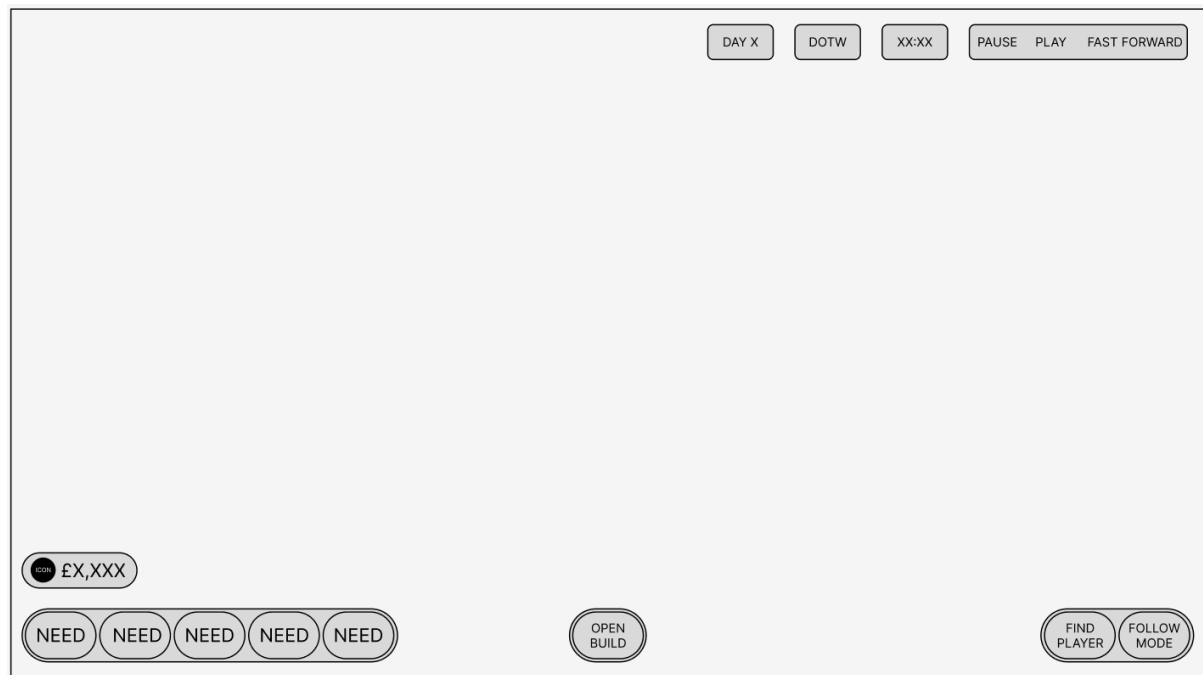 DAY X
DOTW
XX:XX
PAUSE PLAY FAST FORWARD
ICON £X,XXX
NEED NEED NEED NEED NEED
OPEN
BUILD
FIND
PLAYER
FOLLOW
MODE